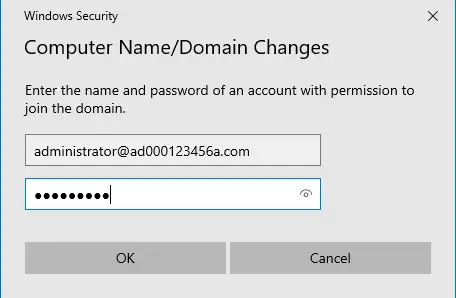 Windows Security
Computer Name/Domain Changes
Enter the name and password of an account with permission to
join the domain.
administrator@ad000123456a.com
●●●●●●●●●
OK
Cancel